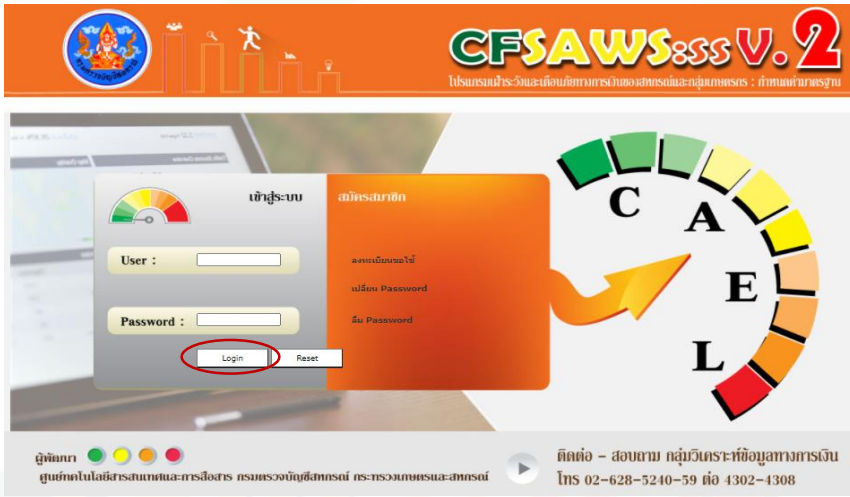 CFSAWS:ss V.2
โปรแกรมเฝ้าระวังและเตือนภัยทางการเงินของสหกรณ์และกลุ่มเกษตรกร : กำหนดค่ามาตรฐาน
เข้าสู่ระบบ
สมัครสมาชิก
User :
ลงทะเบียนขอใช้
เปลี่ยน Password
Password :
ลืม Password
Login
Reset
C
A
E
L
ผู้พัฒนา
ศูนย์เทคโนโลยีสารสนเทศและการสื่อสาร กรมตรวจบัญชีสหกรณ์ กระทรวงเกษตรและสหกรณ์
ติดต่อ - สอบถาม กลุ่มวิเคราะห์ข้อมูลทางการเงิน
โทร 02-628-5240-59 ต่อ 4302-4308